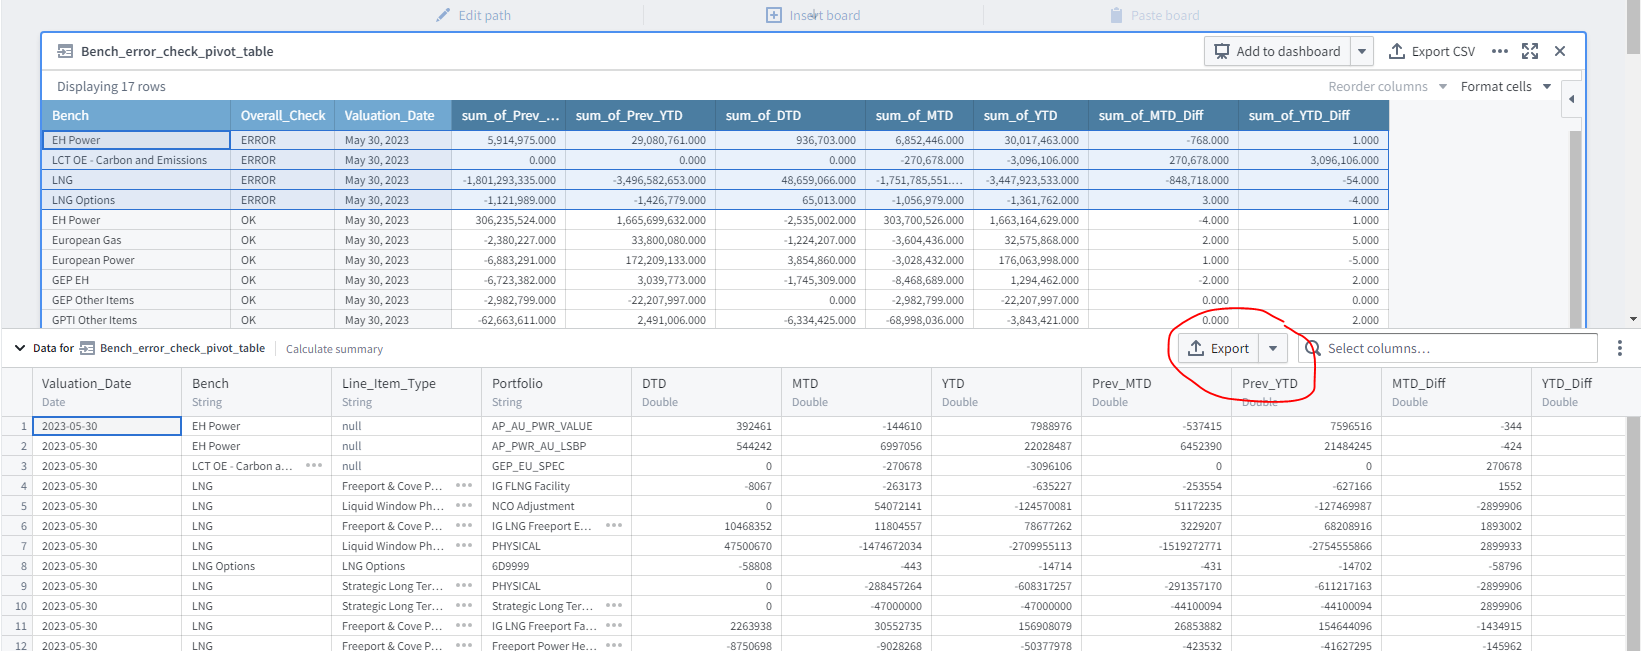 Edit path Insert board Paste board
Bench_error_check_pivot_table Add to dashboard Export CSV
Displaying 17 rows Reorder columns Format cells
Bench Overall_Check Valuation_Date sum_of_Prev_... sum_of_Prev_YTD sum_of_DTD sum_of_MTD sum_of_YTD sum_of_MTD_Diff sum_of_YTD_Diff
EH Power ERROR May 30, 2023 5,914,975.000 29,080,761.000 936,703.000 6,852,446.000 30,017,463.000 -768.000 1.000
LCT OE - Carbon and Emissions ERROR May 30, 2023 0.000 0.000 0.000 -270,678.000 -3,096,106.000 270,678.000 3,096,106.000
LNG ERROR May 30, 2023 -1,801,293,335.000 -3,496,582,653.000 48,659,066.000 -1,751,785,551.... -3,447,923,533.000 -848,718.000 -54.000
LNG Options ERROR May 30, 2023 -1,121,989.000 -1,426,779.000 65,013.000 -1,056,979.000 -1,361,762.000 3.000 -4.000
EH Power OK May 30, 2023 306,235,524.000 1,665,699,632.000 -2,535,002.000 303,700,526.000 1,663,164,629.000 -4.000 1.000
European Gas OK May 30, 2023 -2,380,227.000 33,800,080.000 -1,224,207.000 -3,604,436.000 32,575,868.000 2.000 5.000
European Power OK May 30, 2023 -6,883,291.000 172,209,133.000 3,854,860.000 -3,028,432.000 176,063,998.000 1.000 -5.000
GEP EH OK May 30, 2023 -6,723,382.000 3,039,773.000 -1,745,309.000 -8,468,689.000 1,294,462.000 -2.000 2.000
GEP Other Items OK May 30, 2023 -2,982,799.000 -22,207,997.000 0.000 -2,982,799.000 -22,207,997.000 0.000 0.000
GPTI Other Items OK May 30, 2023 -62,663,611.000 2,491,006.000 -6,334,425.000 -68,998,036.000 -3,843,421.000 0.000 2.000
Data for Bench_error_check_pivot_table Calculate summary Export Select columns...
Valuation_Date Bench Line_Item_Type Portfolio DTD MTD YTD Prev_MTD Prev_YTD MTD_Diff YTD_Diff
Date String String String Double Double Double Double Double Double Double
1 2023-05-30 EH Power null AP_AU_PWR_VALUE 392461 -144610 7988976 -537415 7596516 -344
2 2023-05-30 EH Power null AP_PWR_AU_LSBP 544242 6997056 22028487 6452390 21484245 -424
3 2023-05-30 LCT OE - Carbon a... null GEP_EU_SPEC 0 -270678 -3096106 0 0 270678
4 2023-05-30 LNG Freeport & Cove P... IG FLNG Facility -8067 -263173 -635227 -253554 -627166 1552
5 2023-05-30 LNG Liquid Window Ph... NCO Adjustment 0 54072141 -124570081 51172235 -127469987 -2899906
6 2023-05-30 LNG Freeport & Cove P... IG LNG Freeport E... 10468352 11804557 78677262 3229207 68208916 1893002
7 2023-05-30 LNG Liquid Window Ph... PHYSICAL 47500670 -1474672034 -2709955113 -1519272771 -2754555866 2899933
8 2023-05-30 LNG Options LNG Options 6D9999 -58808 -443 -14714 -431 -14702 -58796
9 2023-05-30 LNG Strategic Long Ter... PHYSICAL 0 -288457264 -608317257 -291357170 -611217163 -2899906
10 2023-05-30 LNG Strategic Long Ter... Strategic Long Ter... 0 -47000000 -47000000 -44100094 -44100094 2899906
11 2023-05-30 LNG Freeport & Cove P... IG LNG Freeport Fa... 2263938 30552735 156908079 26853882 154644096 -1434915
12 2023-05-30 LNG Freeport & Cove P... Freeport Power He... -8750698 -9028268 -50377978 -423532 -41627295 -145962